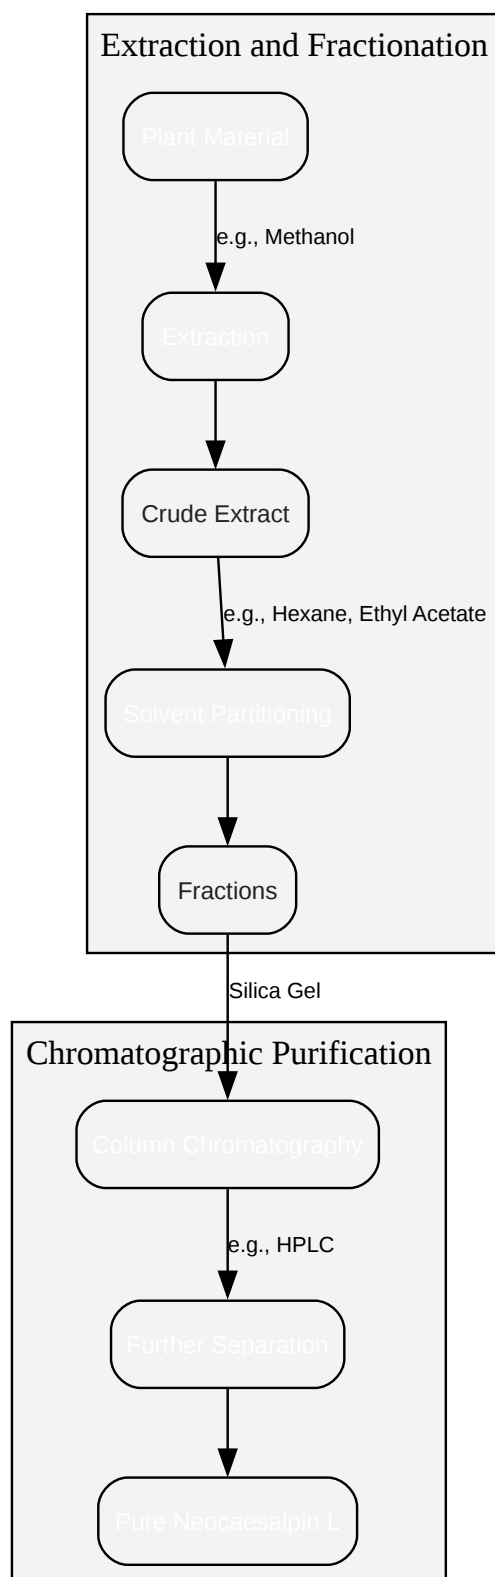 Extraction and Fractionation
Plant Material
e.g., Methanol
Extraction
Crude Extract
e.g., Hexane, Ethyl Acetate
Solvent Partitioning
Fractions
Silica Gel
Chromatographic Purification
Column Chromatography
e.g., HPLC
Further Separation
Pure Neocaesalpin L